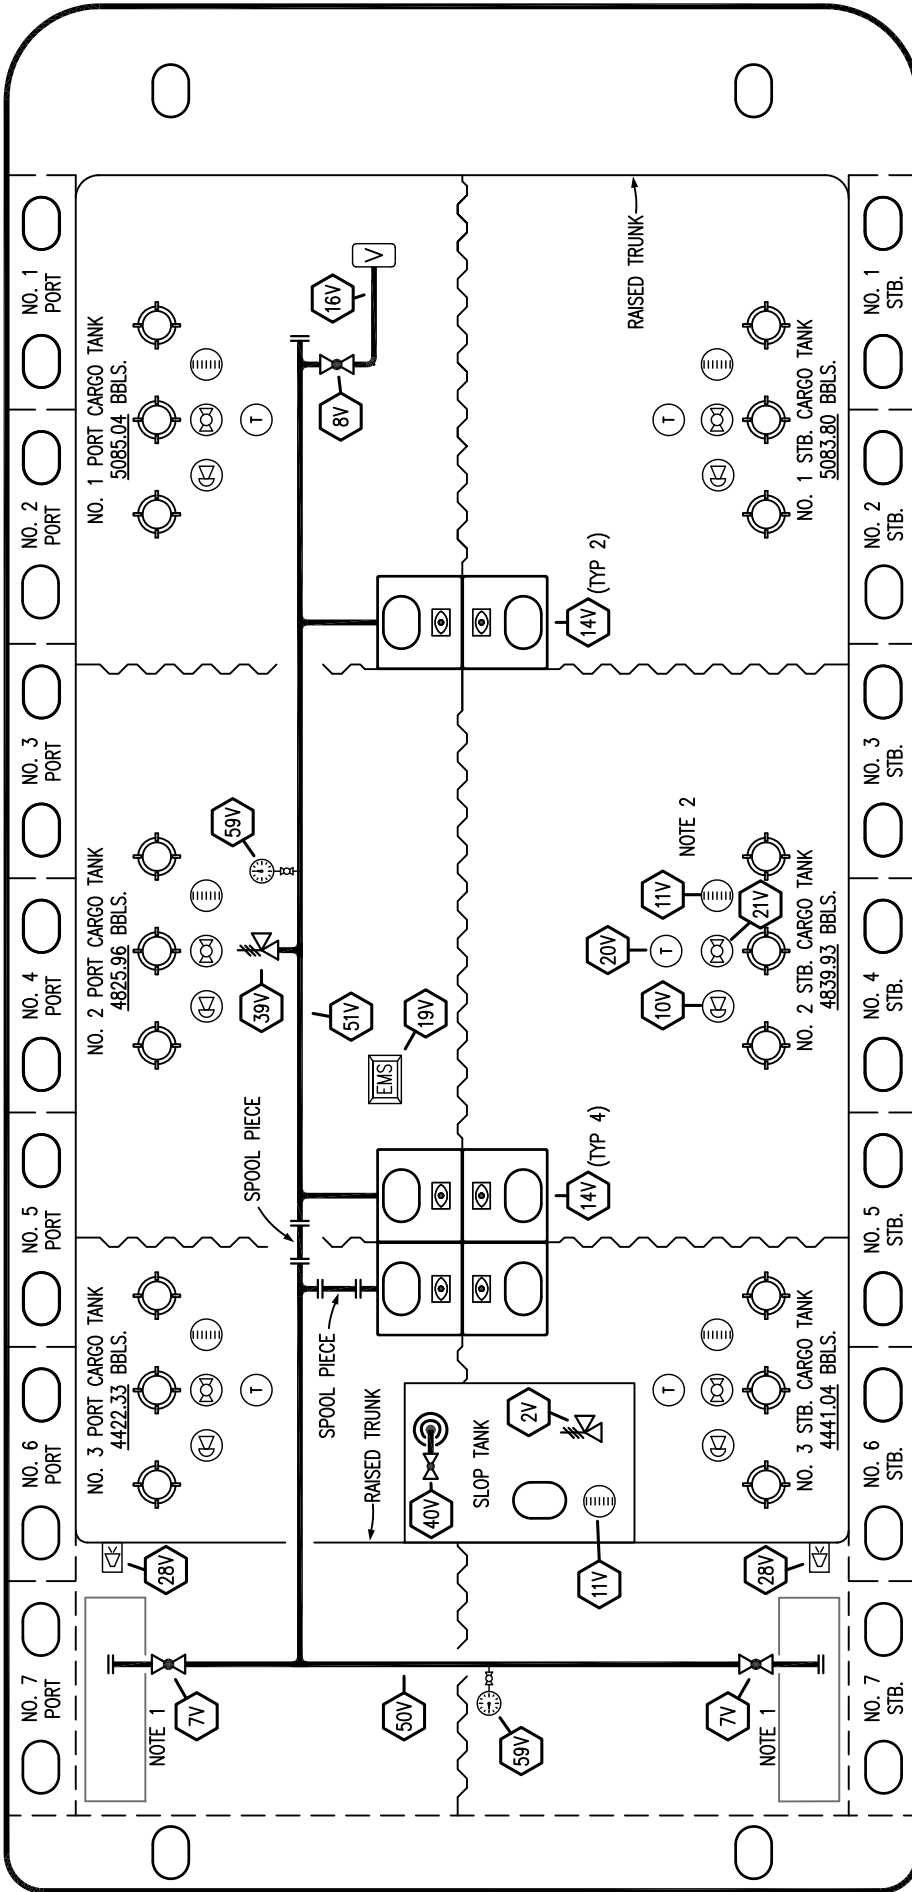 NO. 7
PORT
NO. 6
PORT
NO. 5
PORT
NO. 4
PORT
NO. 3
PORT
NO. 2
PORT
NO. 1
PORT
NO. 3 PORT CARGO TANK
4422.33 BBLS.
NO. 2 PORT CARGO TANK
4825.96 BBLS.
NO. 1 PORT CARGO TANK
5085.04 BBLS.
28V
NOTE 1
7V
T
T
SPOOL PIECE
39V
59V
SPOOL PIECE
51V
8V
16V
V
RAISED TRUNK
EMS
19V
50V
40V
SLOP TANK
2V
59V
11V
14V
(TYP 4)
14V
(TYP 2)
RAISED TRUNK
20V
T
T
T
10V
11V
NOTE 2
21V
7V
NOTE 1
28V
NO. 3 STB. CARGO TANK
4441.04 BBLS.
NO. 2 STB. CARGO TANK
4839.93 BBLS.
NO. 1 STB. CARGO TANK
5083.80 BBLS.
NO. 7
STB.
NO. 6
STB.
NO. 5
STB.
NO. 4
STB.
NO. 3
STB.
NO. 2
STB.
NO. 1
STB.